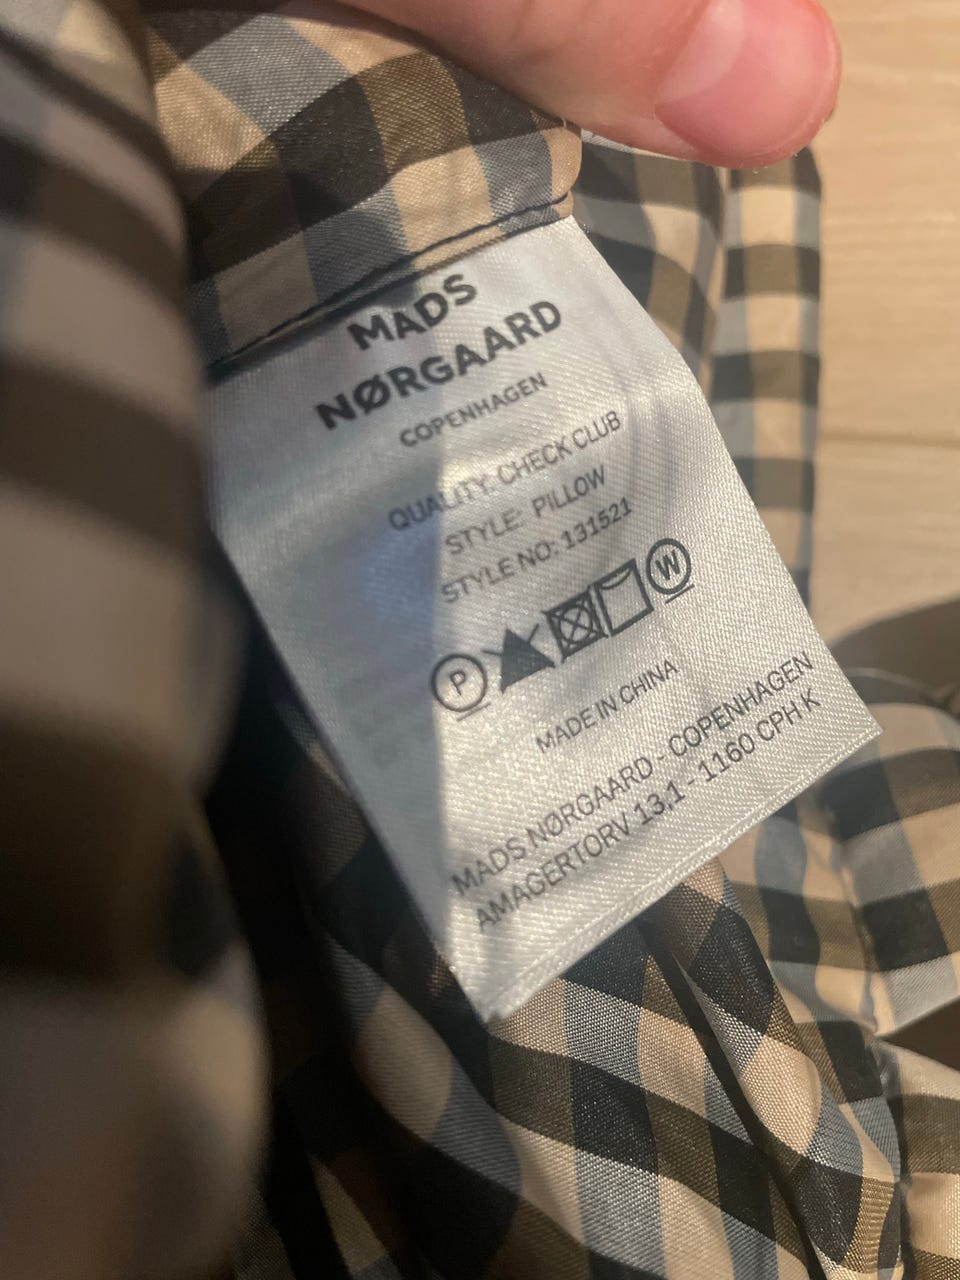 MADS
NØRGAARD
COPENHAGEN
QUALITY: CHECK CLUB
STYLE: PILLOW
STYLE NO: 131521
P W
MADE IN CHINA
MADS NØRGAARD - COPENHAGEN
AMAGERTORV 13,1 - 1160 CPH K